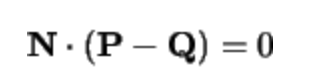 N · (P − Q) = 0